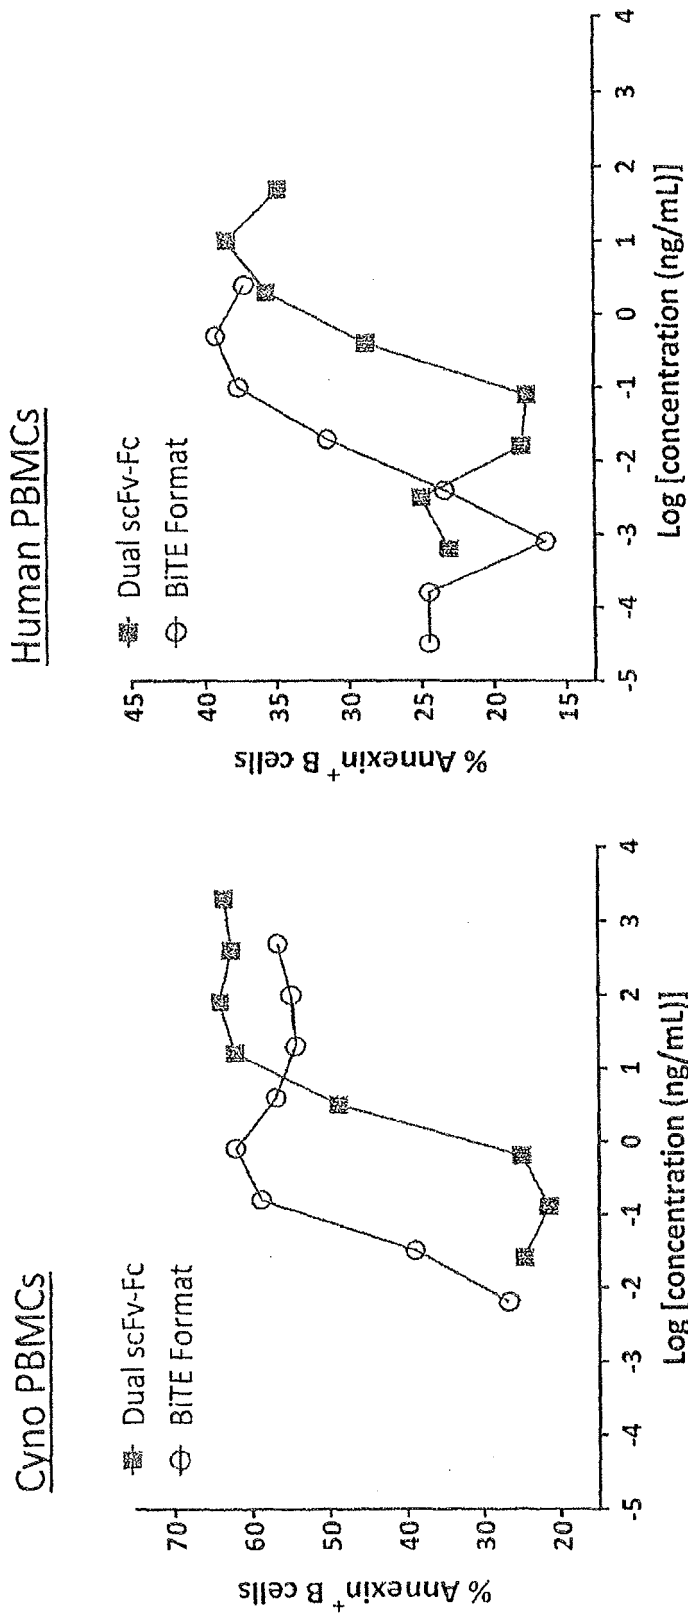 Cyno PBMCs
Dual scFv-Fc
BiTE Format
70
60
50
40
30
20
% Annexin+ B cells
-5 -4 -3 -2 -1 0 1 2 3 4
Log [concentration (ng/mL)]
Human PBMCs
Dual scFv-Fc
BiTE Format
45
40
35
30
25
20
15
% Annexin+ B cells
-5 -4 -3 -2 -1 0 1 2 3 4
Log [concentration (ng/mL)]